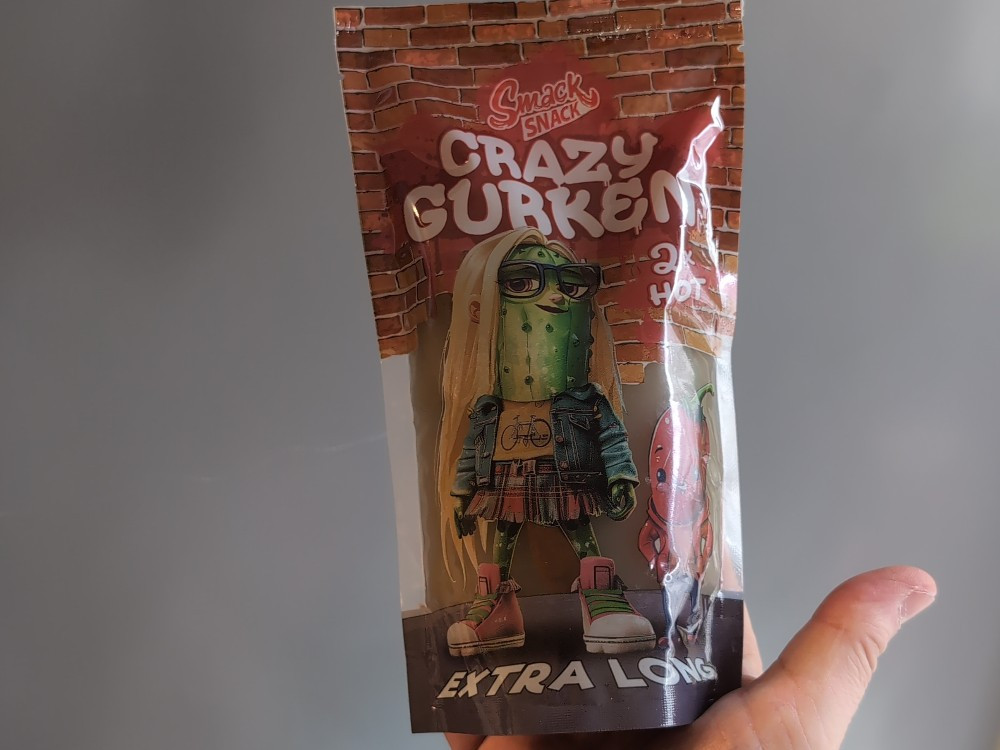 Smack
SNACK
CRAZY
GURKEN
2x
HOT
EXTRA LONG